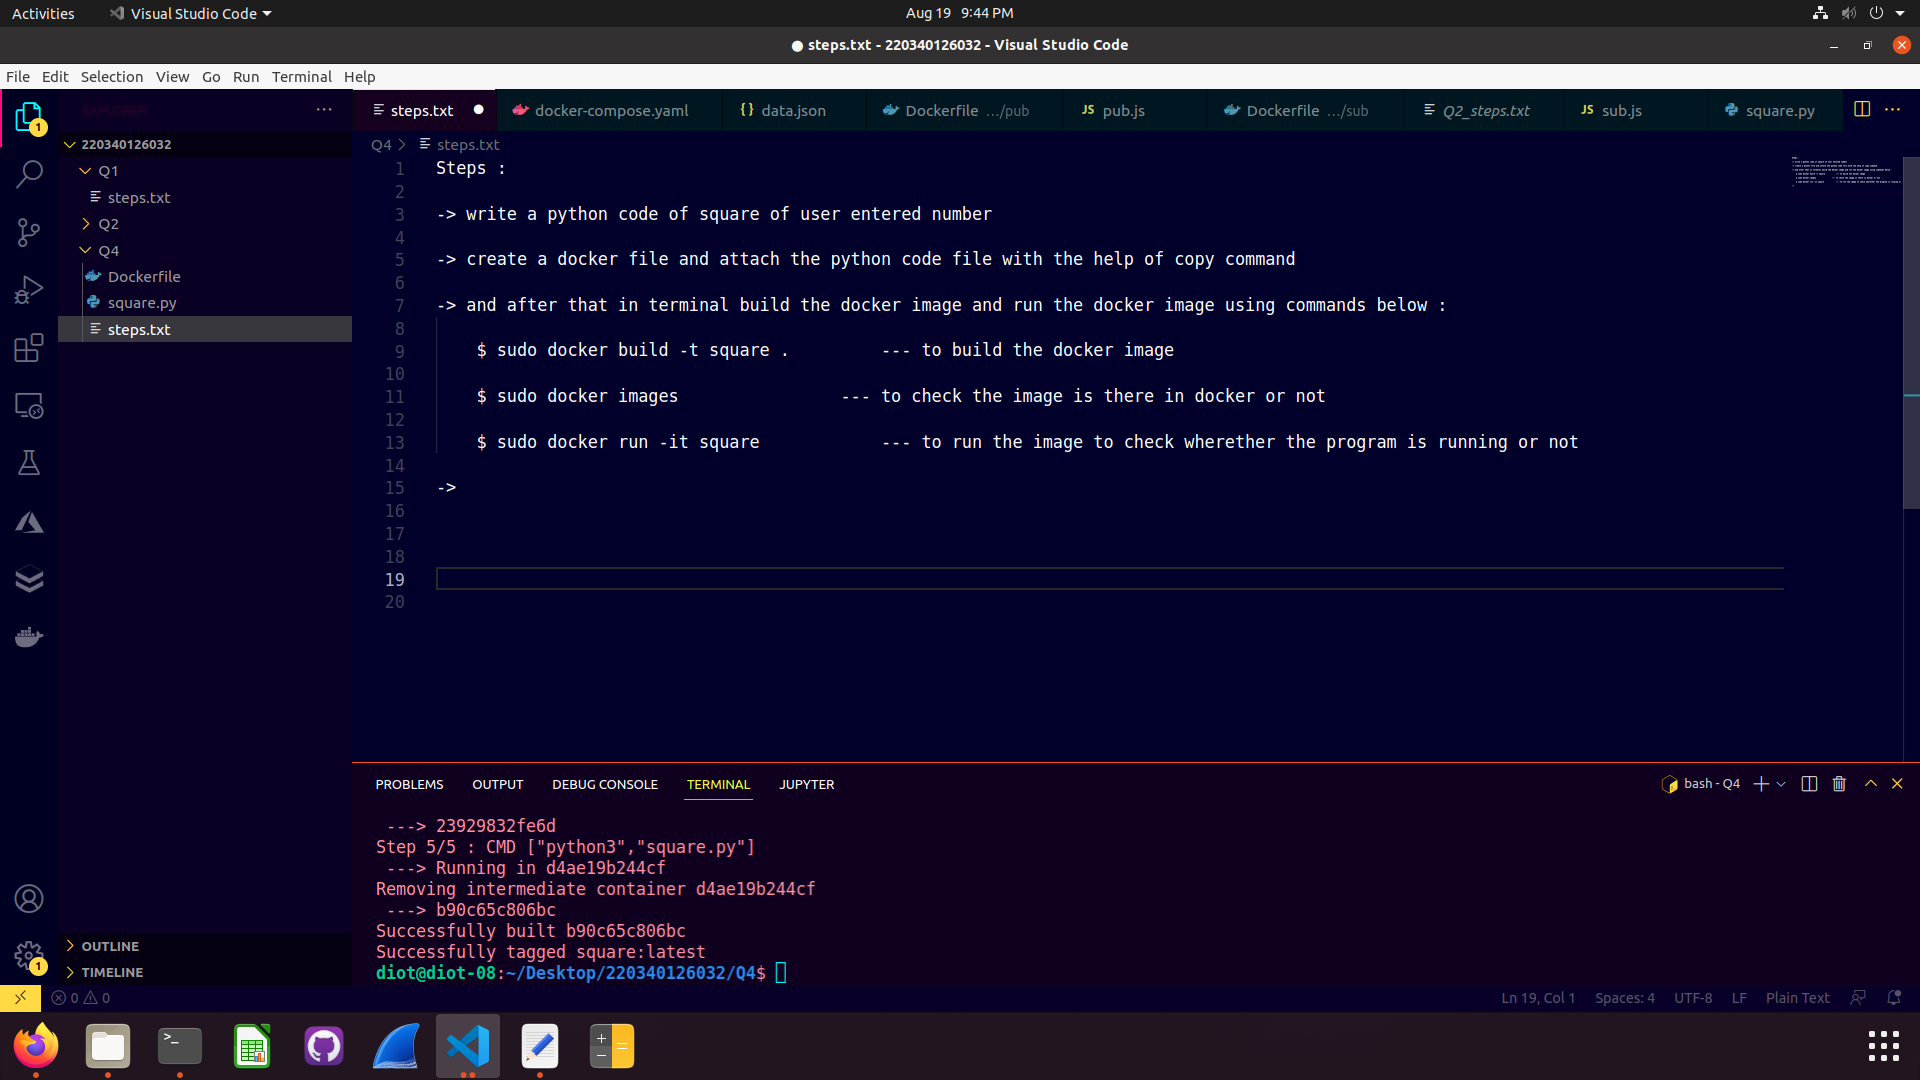 Activities Visual Studio Code Aug 19 9:44 PM
steps.txt - 220340126032 - Visual Studio Code
File Edit Selection View Go Run Terminal Help
EXPLORER ...
steps.txt docker-compose.yaml data.json Dockerfile .../pub pub.js Dockerfile .../sub Q2_steps.txt sub.js square.py
220340126032
Q1
steps.txt
Q2
Q4
Dockerfile
square.py
steps.txt
OUTLINE
TIMELINE
Q4 > steps.txt
1 Steps :
2
3 -> write a python code of square of user entered number
4
5 -> create a docker file and attach the python code file with the help of copy command
6
7 -> and after that in terminal build the docker image and run the docker image using commands below :
8
9 $ sudo docker build -t square . --- to build the docker image
10
11 $ sudo docker images --- to check the image is there in docker or not
12
13 $ sudo docker run -it square --- to run the image to check wherether the program is running or not
14
15 ->
16
17
18
19
20
PROBLEMS OUTPUT DEBUG CONSOLE TERMINAL JUPYTER bash - Q4
---> 23929832fe6d
Step 5/5 : CMD ["python3","square.py"]
---> Running in d4ae19b244cf
Removing intermediate container d4ae19b244cf
---> b90c65c806bc
Successfully built b90c65c806bc
Successfully tagged square:latest
diot@diot-08:~/Desktop/220340126032/Q4$
1
1
0 0 Ln 19, Col 1 Spaces: 4 UTF-8 LF Plain Text